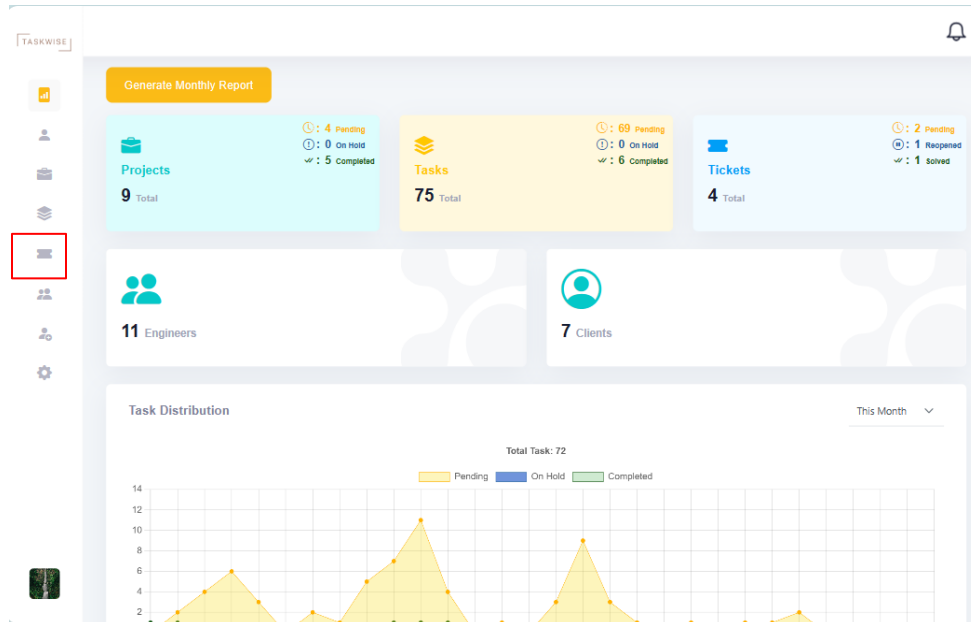 TASKWISE
Generate Monthly Report
: 4 Pending
: 0 On Hold
: 5 Completed
Projects
9 Total
: 69 Pending
: 0 On Hold
: 6 Completed
Tasks
75 Total
: 2 Pending
: 1 Reopened
: 1 Solved
Tickets
4 Total
11 Engineers
7 Clients
Task Distribution
This Month
Total Task: 72
Pending On Hold Completed
14
12
10
8
6
4
2